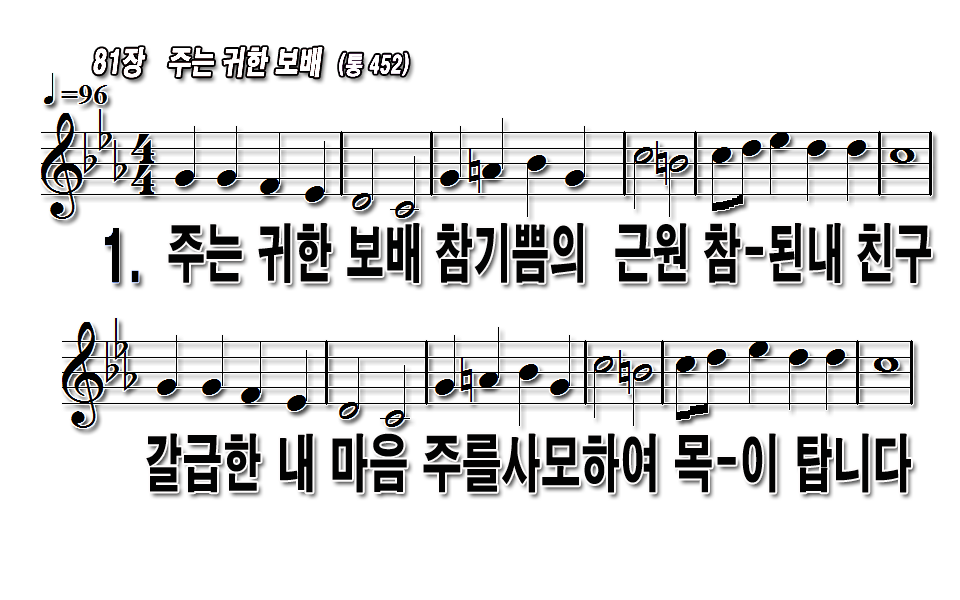 81장 주는 귀한 보배 (통 452)
♩=96
4
4
1. 주는 귀한 보배 참기쁨의 근원 참-된내 친구
갈급한 내 마음 주를사모하여 목-이 탑니다